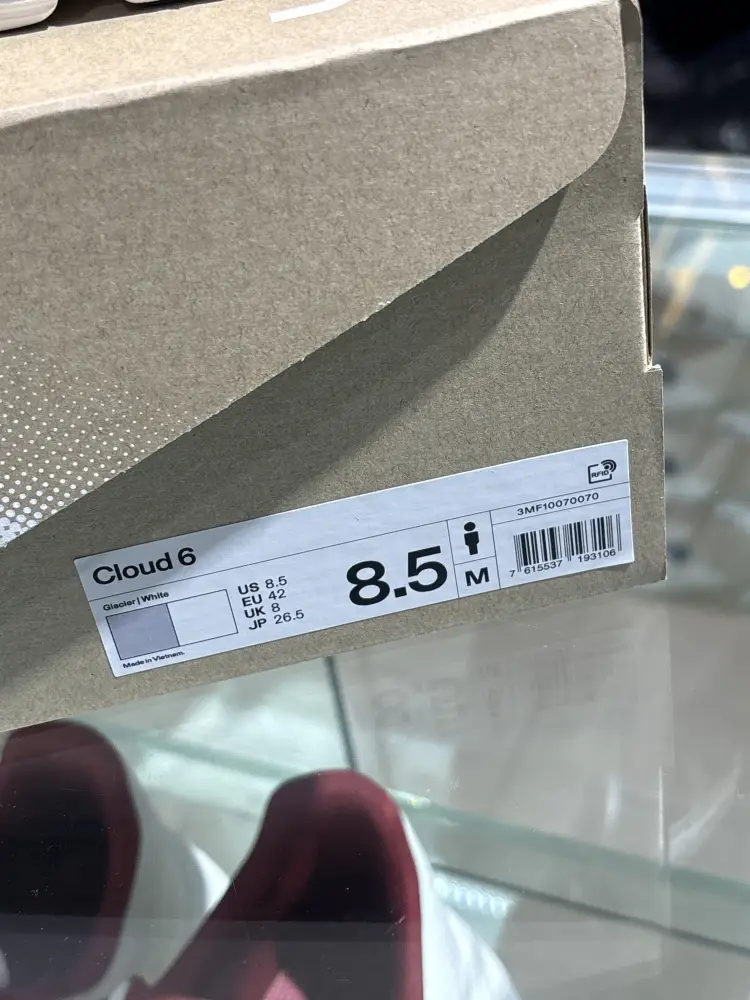 RFID
3MF10070070
Cloud 6
Glacier | White
US 8.5
EU 42
UK 8
JP 26.5
8.5
M
7 615537 193106
Made in Vietnam.